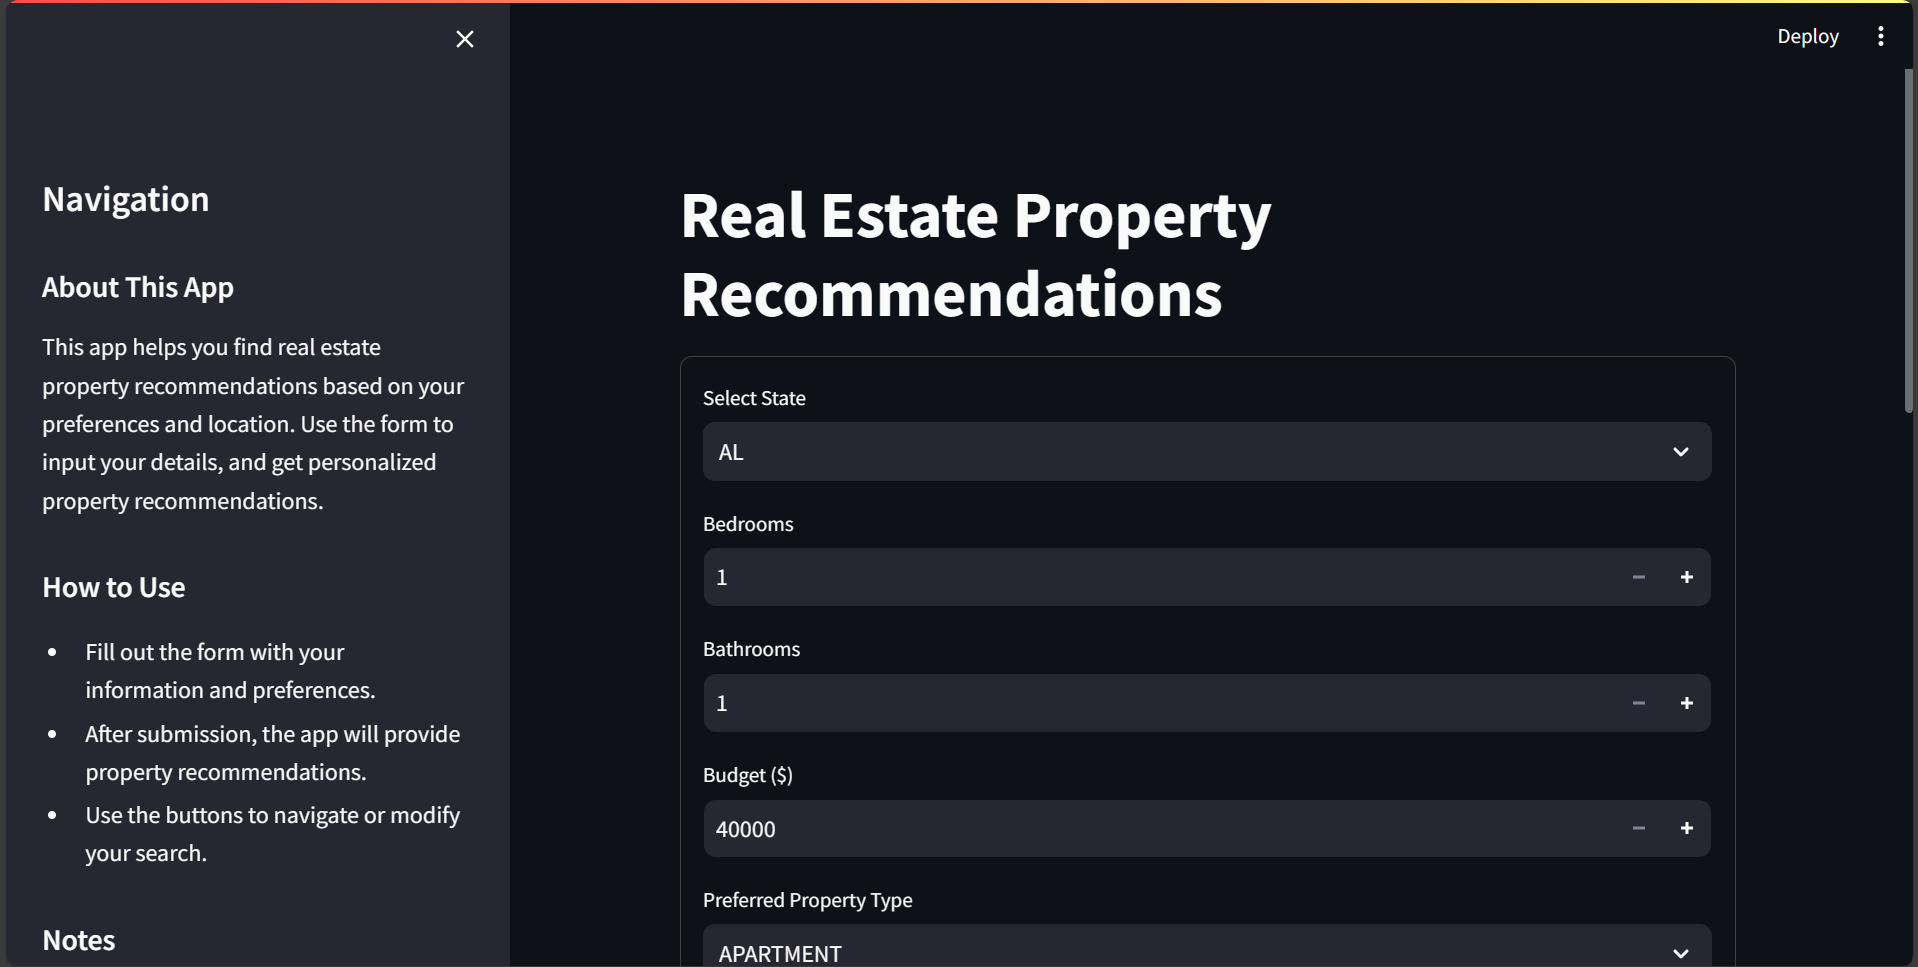 Deploy
Navigation
About This App
This app helps you find real estate
property recommendations based on your
preferences and location. Use the form to
input your details, and get personalized
property recommendations.
How to Use
• Fill out the form with your
information and preferences.
• After submission, the app will provide
property recommendations.
• Use the buttons to navigate or modify
your search.
Notes
Real Estate Property
Recommendations
Select State
AL
Bedrooms
1
Bathrooms
1
Budget ($)
40000
Preferred Property Type
APARTMENT